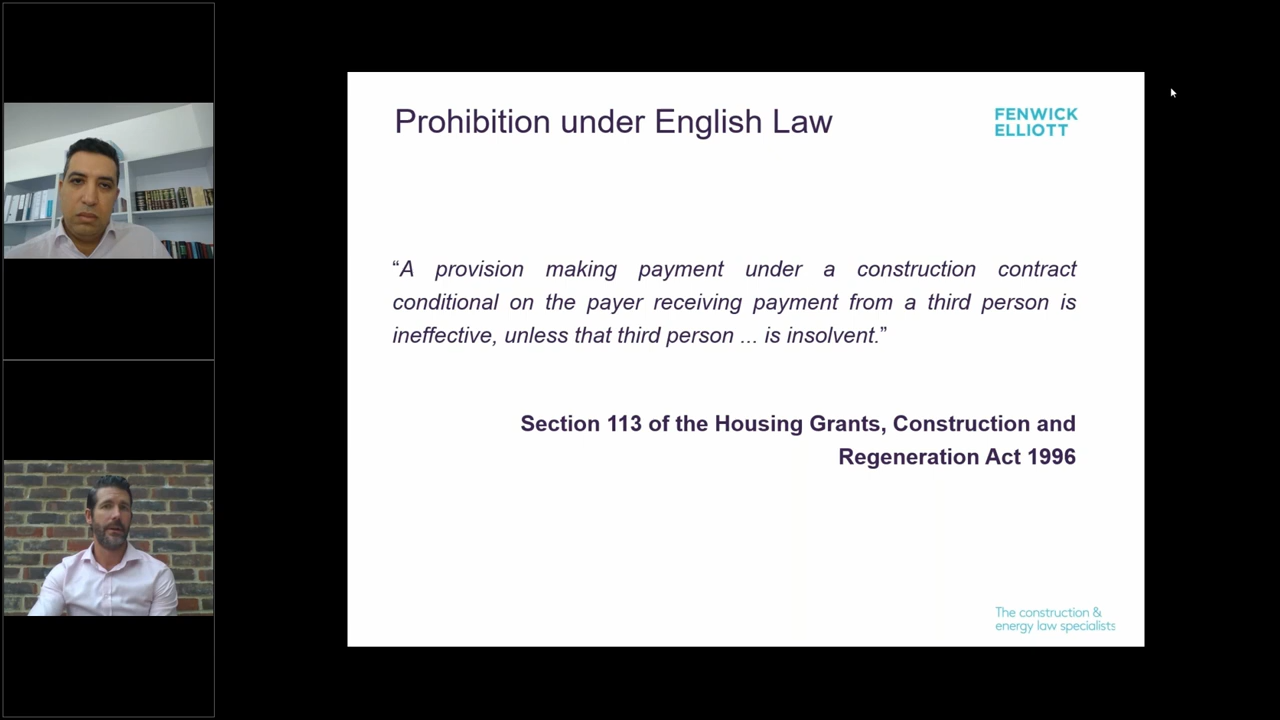 Prohibition under English Law
FENWICK
ELLIOTT
“A provision making payment under a construction contract
conditional on the payer receiving payment from a third person is
ineffective, unless that third person ... is insolvent.”
Section 113 of the Housing Grants, Construction and
Regeneration Act 1996
The construction &
energy law specialists